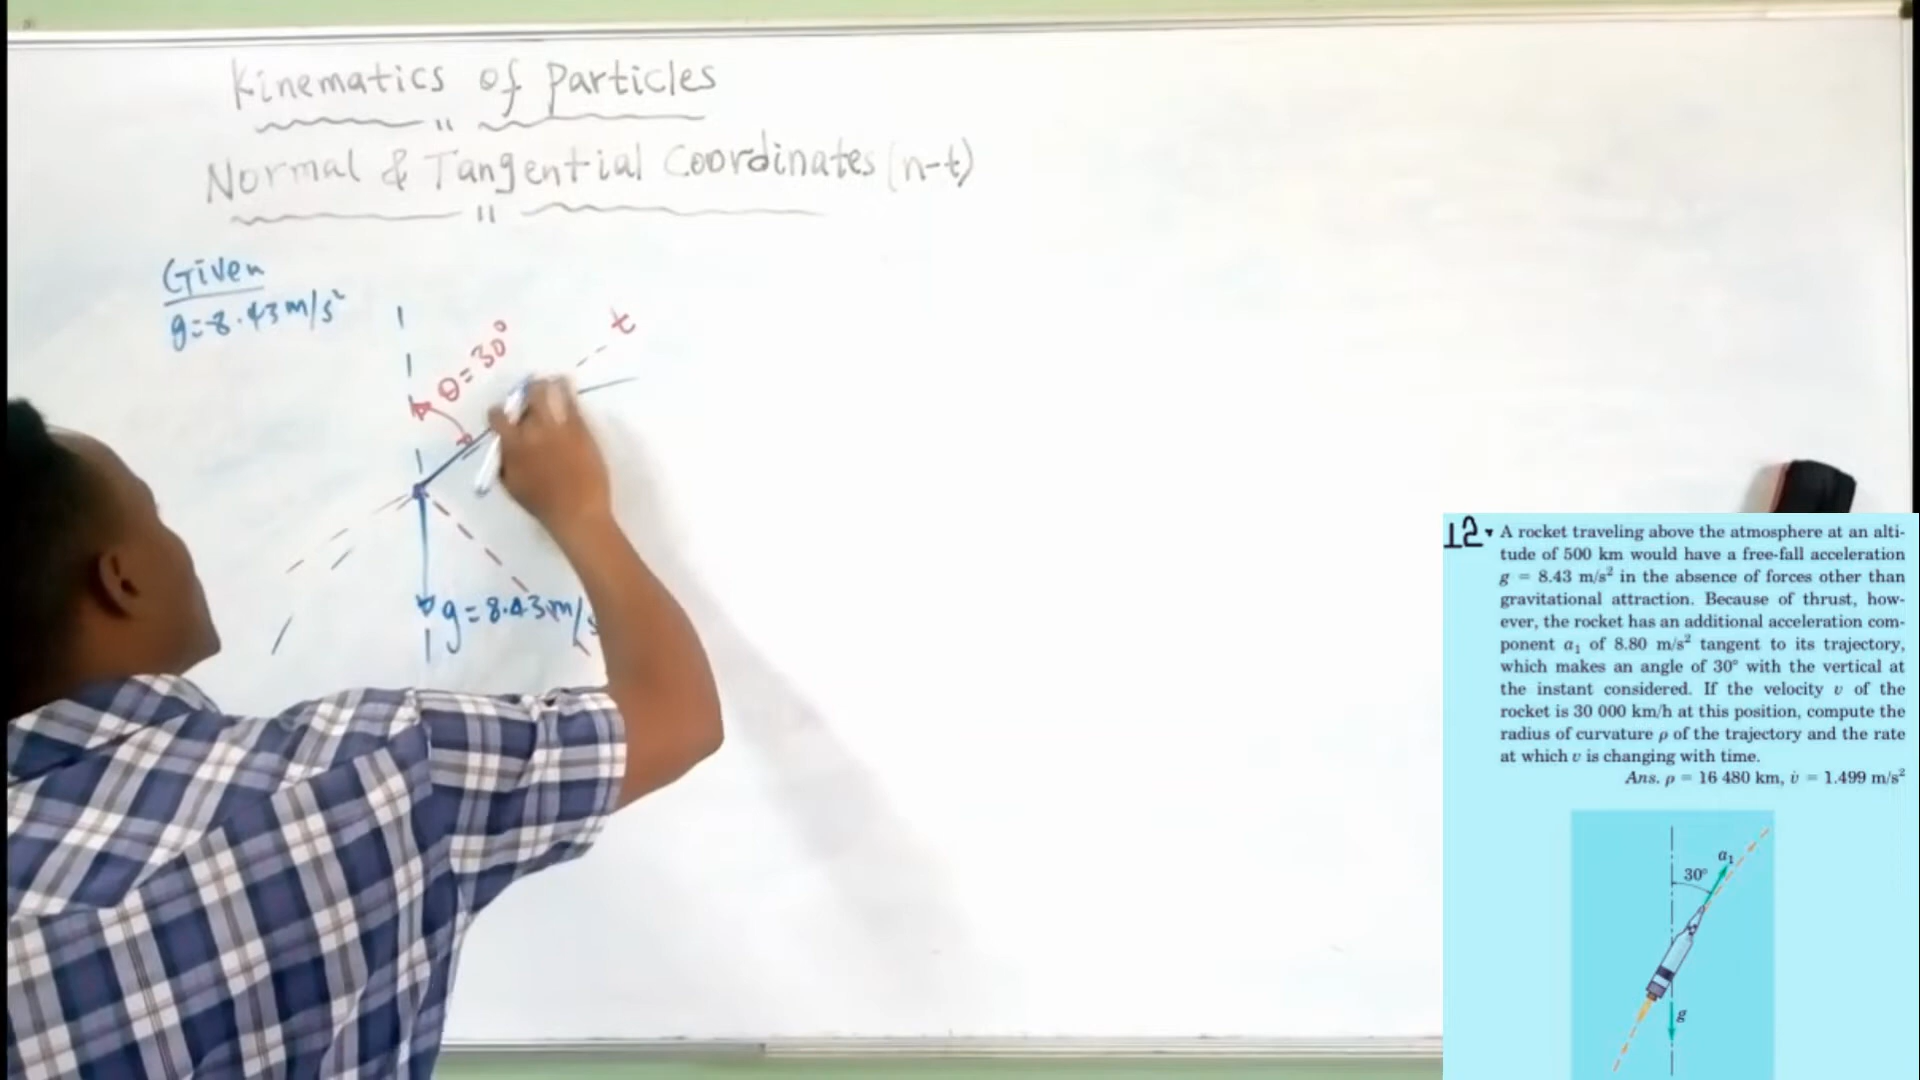 Kinematics of Particles
Normal & Tangential Coordinates (n-t)
Given
g=8.43m/s²
θ=30°
t
g=8.43m/s
12. A rocket traveling above the atmosphere at an alti-
tude of 500 km would have a free-fall acceleration
g = 8.43 m/s² in the absence of forces other than
gravitational attraction. Because of thrust, how-
ever, the rocket has an additional acceleration com-
ponent a₁ of 8.80 m/s² tangent to its trajectory,
which makes an angle of 30° with the vertical at
the instant considered. If the velocity v of the
rocket is 30 000 km/h at this position, compute the
radius of curvature ρ of the trajectory and the rate
at which v is changing with time.
Ans. ρ = 16 480 km, v̇ = 1.499 m/s²
a₁
30°
g